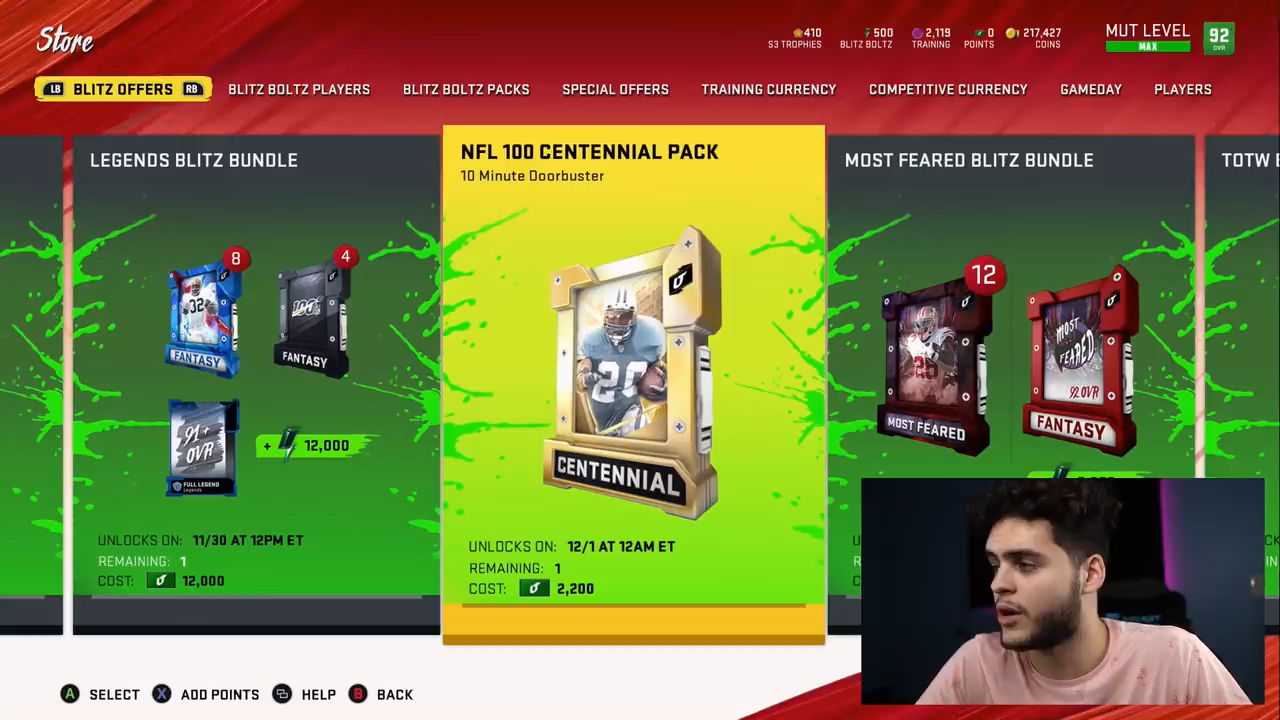 Store
410
S3 TROPHIES
500
BLITZ BOLTZ
2,119
TRAINING
0
POINTS
217,427
COINS
MUT LEVEL
MAX
92
OVR
LB BLITZ OFFERS RB
BLITZ BOLTZ PLAYERS
BLITZ BOLTZ PACKS
SPECIAL OFFERS
TRAINING CURRENCY
COMPETITIVE CURRENCY
GAMEDAY
PLAYERS
LEGENDS BLITZ BUNDLE
8
32
FANTASY
4
100
FANTASY
91+
OVR
FULL LEGEND
Legends
+ 12,000
UNLOCKS ON: 11/30 AT 12PM ET
REMAINING: 1
COST: 12,000
NFL 100 CENTENNIAL PACK
10 Minute Doorbuster
20
CENTENNIAL
UNLOCKS ON: 12/1 AT 12AM ET
REMAINING: 1
COST: 2,200
MOST FEARED BLITZ BUNDLE
12
MOST FEARED
MOST
FEARED
92 OVR
FANTASY
TOTW
A SELECT
X ADD POINTS
HELP
B BACK